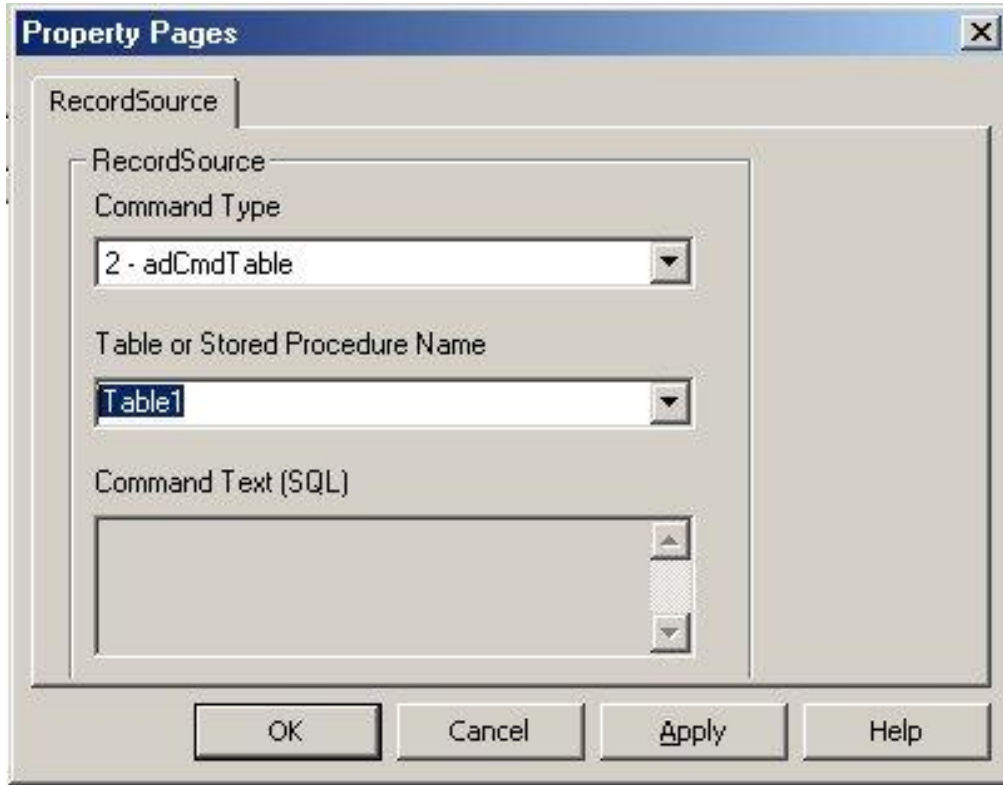 Property Pages
RecordSource
RecordSource
Command Type
2 - adCmdTable
Table or Stored Procedure Name
Table1
Command Text (SQL)
OK Cancel Apply Help